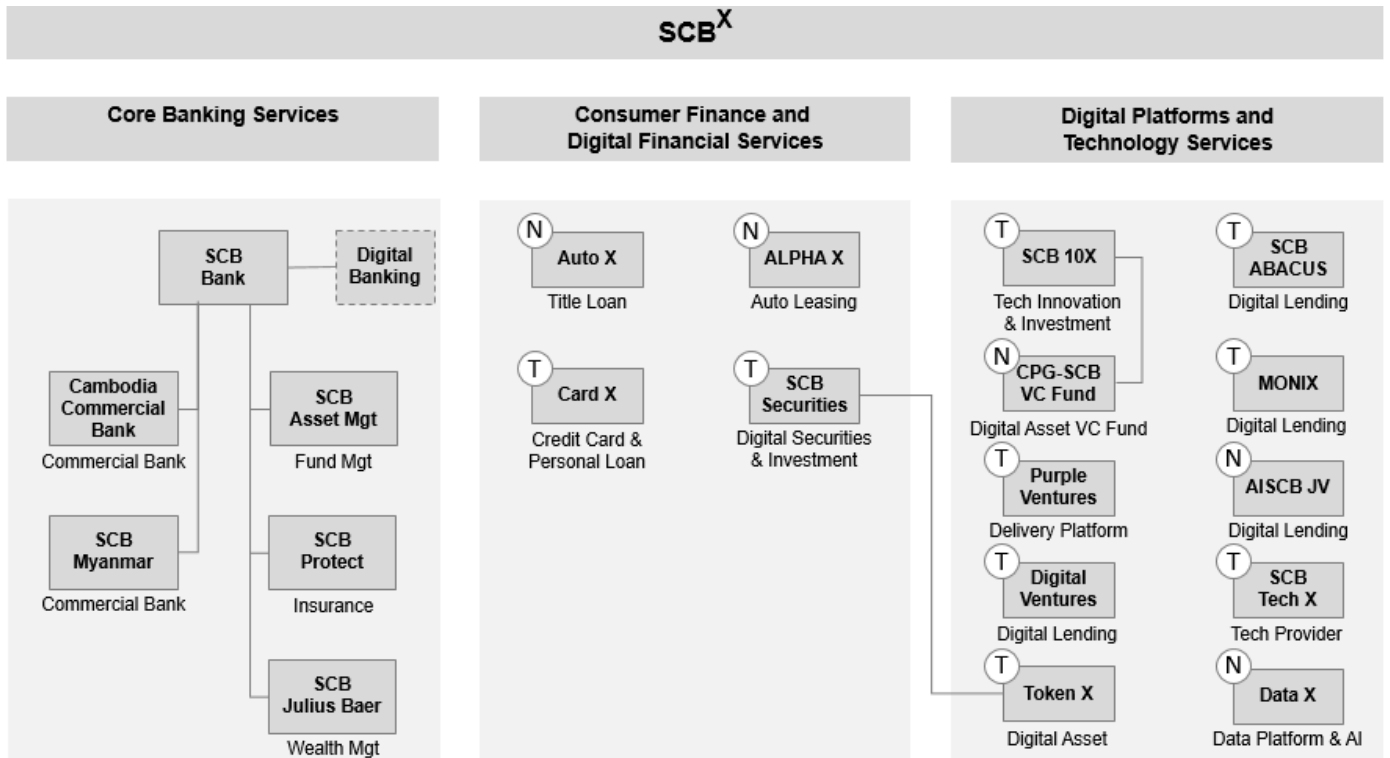 SCB^X
Core Banking Services
SCB
Bank
Digital
Banking
Cambodia
Commercial
Bank
Commercial Bank
SCB
Asset Mgt
Fund Mgt
SCB
Myanmar
Commercial Bank
SCB
Protect
Insurance
SCB
Julius Baer
Wealth Mgt
Consumer Finance and
Digital Financial Services
N
Auto X
Title Loan
N
ALPHA X
Auto Leasing
T
Card X
Credit Card &
Personal Loan
T
SCB
Securities
Digital Securities
& Investment
Digital Platforms and
Technology Services
T
SCB 10X
Tech Innovation
& Investment
T
SCB
ABACUS
Digital Lending
N
CPG-SCB
VC Fund
Digital Asset VC Fund
T
MONIX
Digital Lending
T
Purple
Ventures
Delivery Platform
N
AISCB JV
Digital Lending
T
Digital
Ventures
Digital Lending
T
SCB
Tech X
Tech Provider
T
Token X
Digital Asset
N
Data X
Data Platform & AI